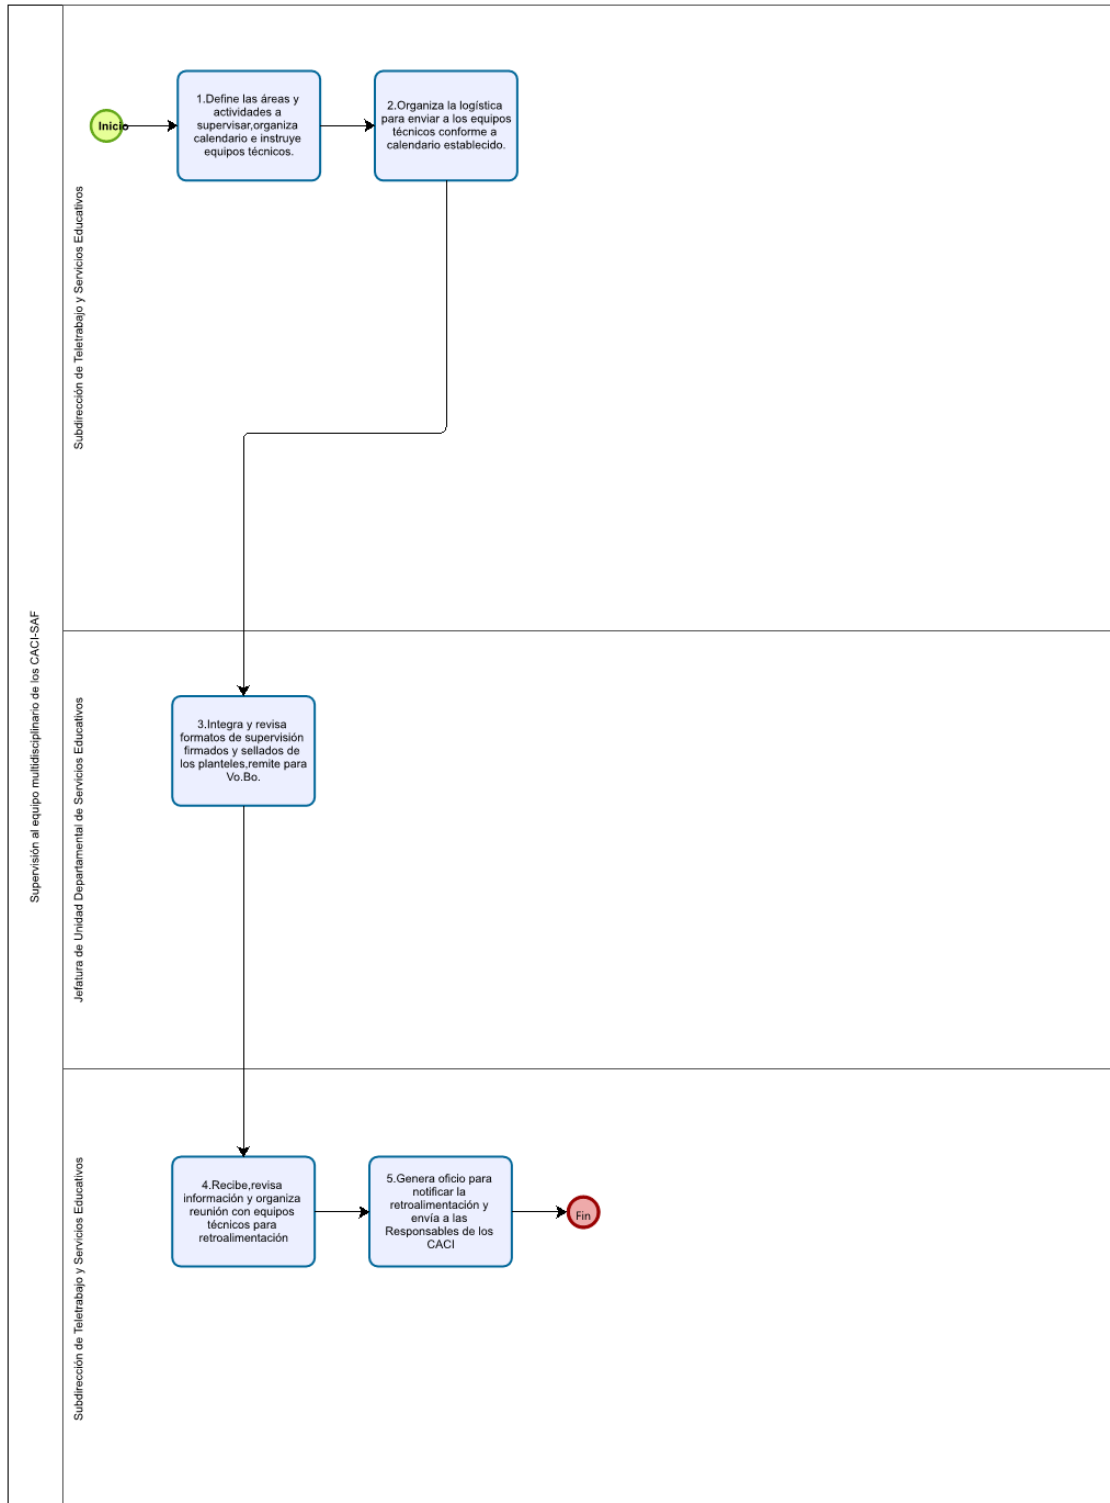 Supervisión al equipo multidisciplinario de los CACI-SAF
Subdirección de Teletrabajo y Servicios Educativos
Inicio
1.Define las áreas y
actividades a
supervisar,organiza
calendario e instruye
equipos técnicos.
2.Organiza la logística
para enviar a los equipos
técnicos conforme a
calendario establecido.
Jefatura de Unidad Departamental de Servicios Educativos
3.Integra y revisa
formatos de supervisión
firmados y sellados de
los planteles,remite para
Vo.Bo.
Subdirección de Teletrabajo y Servicios Educativos
4.Recibe,revisa
información y organiza
reunión con equipos
técnicos para
retroalimentación
5.Genera oficio para
notificar la
retroalimentación y
envía a las
Responsables de los
CACI
Fin